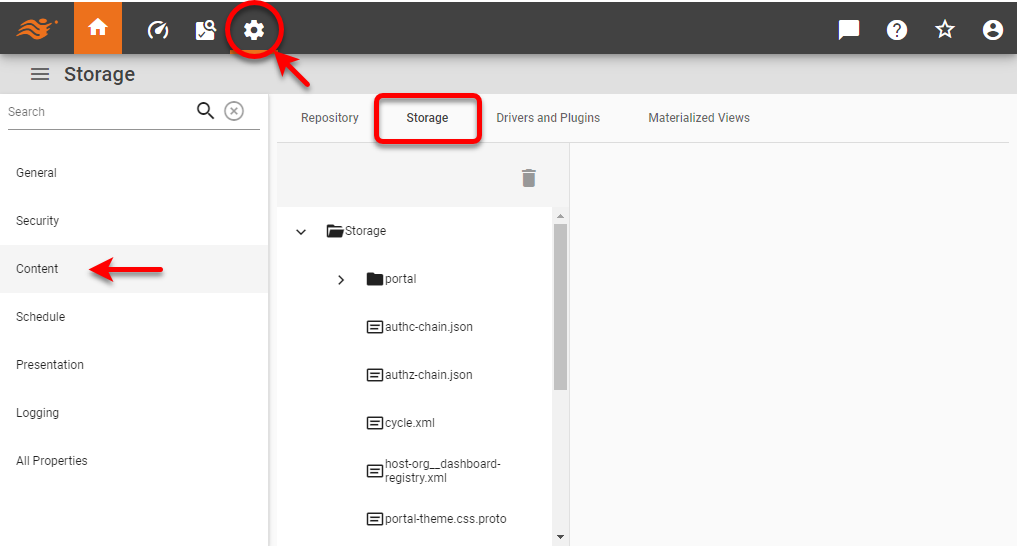 Storage
Search
Repository
Storage
Drivers and Plugins
Materialized Views
General
Security
Content
Schedule
Presentation
Logging
All Properties
Storage
portal
authc-chain.json
authz-chain.json
cycle.xml
host-org__dashboard-
registry.xml
portal-theme.css.proto